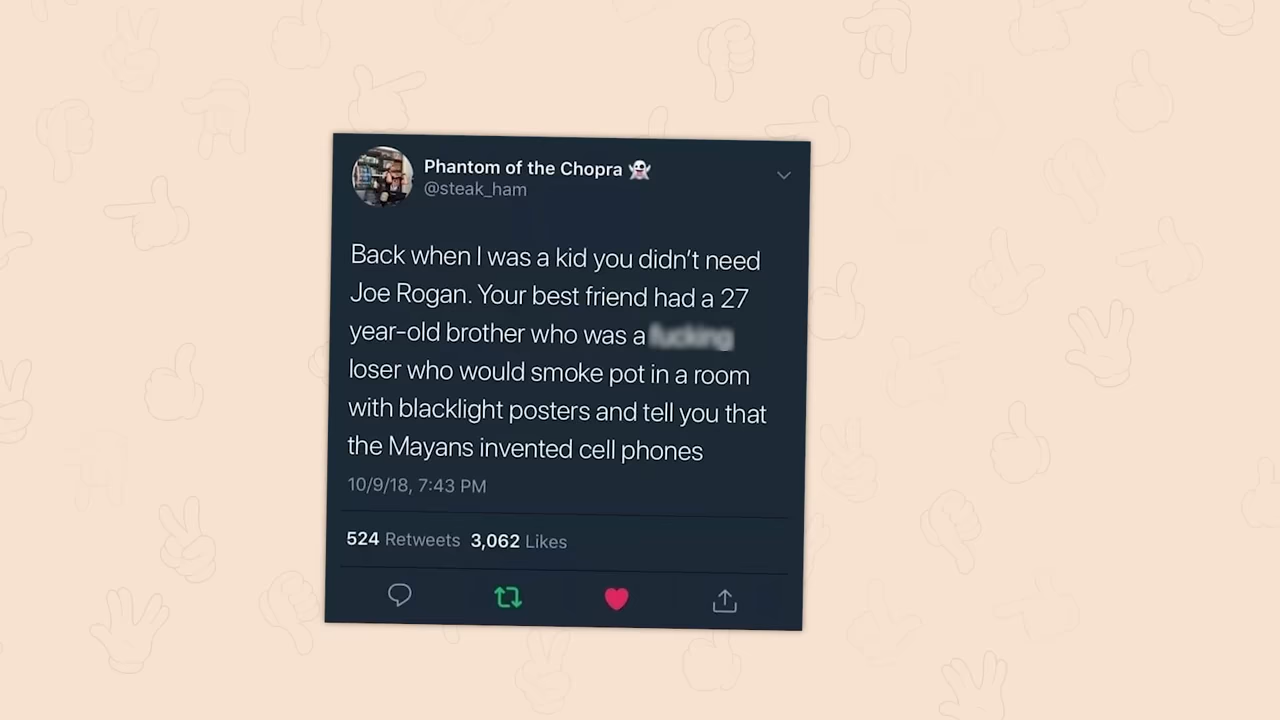 Phantom of the Chopra 👻
@steak_ham
Back when I was a kid you didn't need
Joe Rogan. Your best friend had a 27
year-old brother who was a fucking
loser who would smoke pot in a room
with blacklight posters and tell you that
the Mayans invented cell phones
10/9/18, 7:43 PM
524 Retweets 3,062 Likes